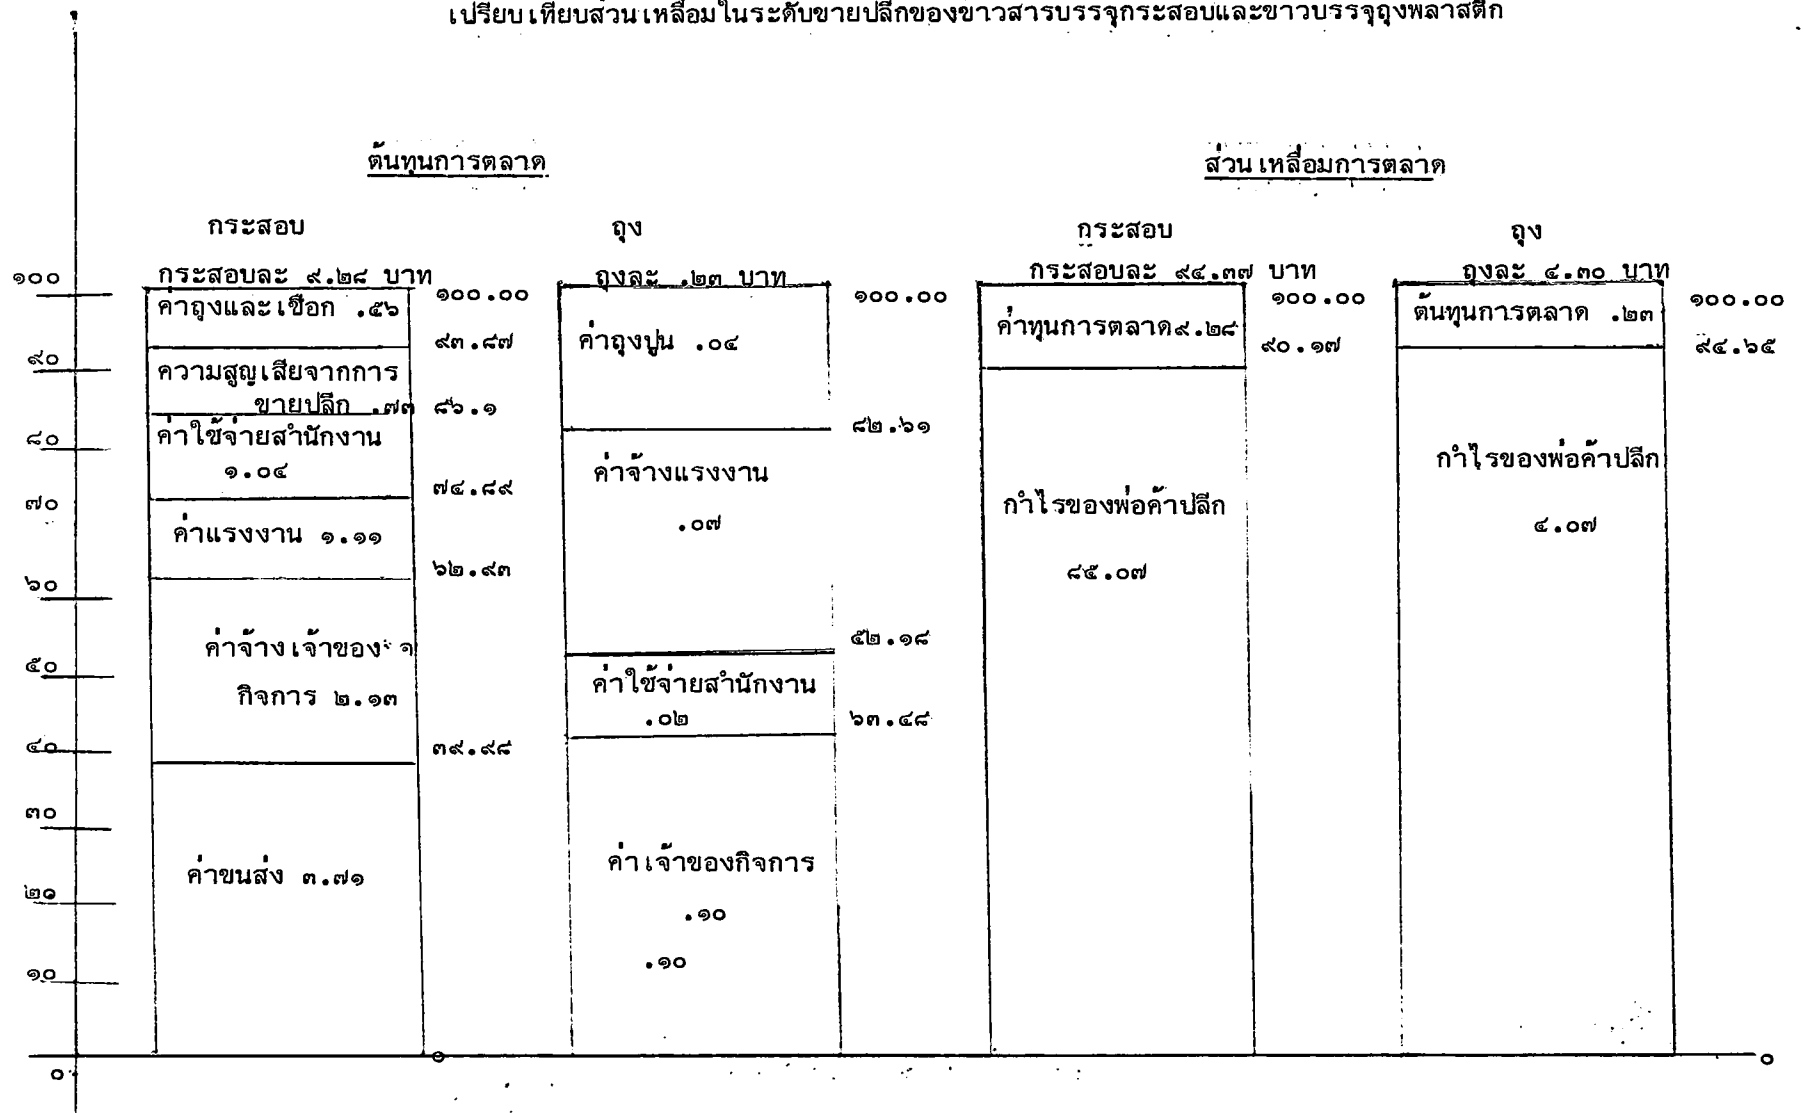 เปรียบเทียบส่วนเหลื่อมในระดับขายปลีกของข้าวสารบรรจุกระสอบและข้าวบรรจุถุงพลาสติก
ต้นทุนการตลาด
ส่วนเหลื่อมการตลาด
กระสอบ
ถุง
กระสอบ
ถุง
กระสอบละ ๙.๒๘ บาท
ถุงละ .๒๓ บาท
กระสอบละ ๙๔.๓๗ บาท
ถุงละ ๔.๓๐ บาท
๑๐๐
๙๐
๘๐
๗๐
๖๐
๕๐
๔๐
๓๐
๒๐
๑๐
๐
ค่าถุงและเชือก .๕๖
ความสูญเสียจากการ
ขายปลีก .๗๓
ค่าใช้จ่ายสำนักงาน
๑.๐๔
ค่าแรงงาน ๑.๑๑
ค่าจ้างเจ้าของ
กิจการ ๒.๑๓
ค่าขนส่ง ๓.๗๑
๑๐๐.๐๐
๙๓.๘๗
๘๖.๑
๗๔.๘๙
๖๒.๙๓
๓๙.๙๘
๐
ค่าถุงปูน .๐๔
ค่าจ้างแรงงาน
.๐๗
ค่าใช้จ่ายสำนักงาน
.๐๒
ค่าเจ้าของกิจการ
.๑๐
.๑๐
๑๐๐.๐๐
๘๒.๖๑
๕๒.๑๘
๖๓.๔๘
ค่าทุนการตลาด๙.๒๘
กำไรของพ่อค้าปลีก
๘๕.๐๗
๑๐๐.๐๐
๙๐.๑๗
ต้นทุนการตลาด .๒๓
กำไรของพ่อค้าปลีก
๔.๐๗
๑๐๐.๐๐
๙๔.๖๕
๐